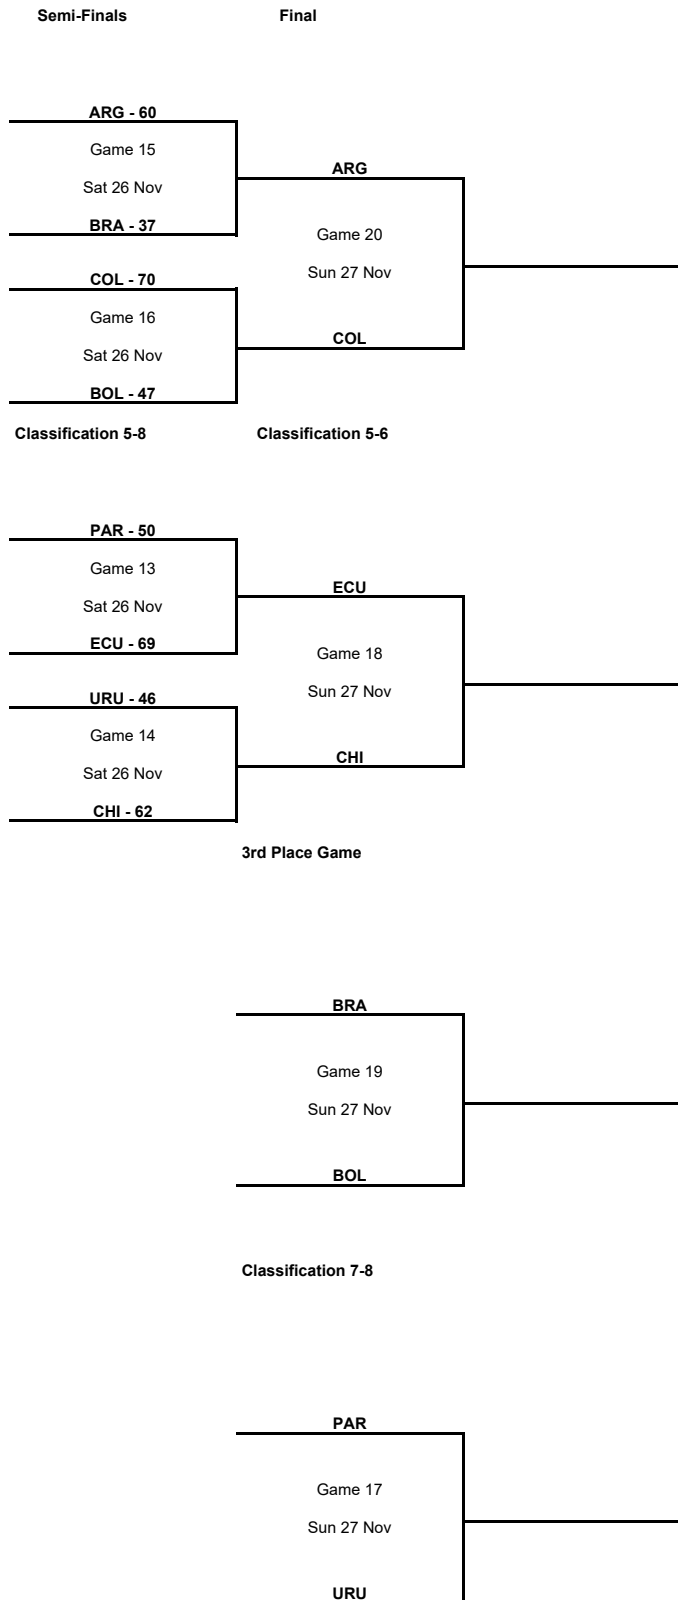 Semi-Finals Final
ARG - 60
Game 15
Sat 26 Nov
BRA - 37
ARG
Game 20
Sun 27 Nov
COL
COL - 70
Game 16
Sat 26 Nov
BOL - 47
Classification 5-8 Classification 5-6
PAR - 50
Game 13
Sat 26 Nov
ECU - 69
ECU
Game 18
Sun 27 Nov
CHI
URU - 46
Game 14
Sat 26 Nov
CHI - 62
3rd Place Game
BRA
Game 19
Sun 27 Nov
BOL
Classification 7-8
PAR
Game 17
Sun 27 Nov
URU